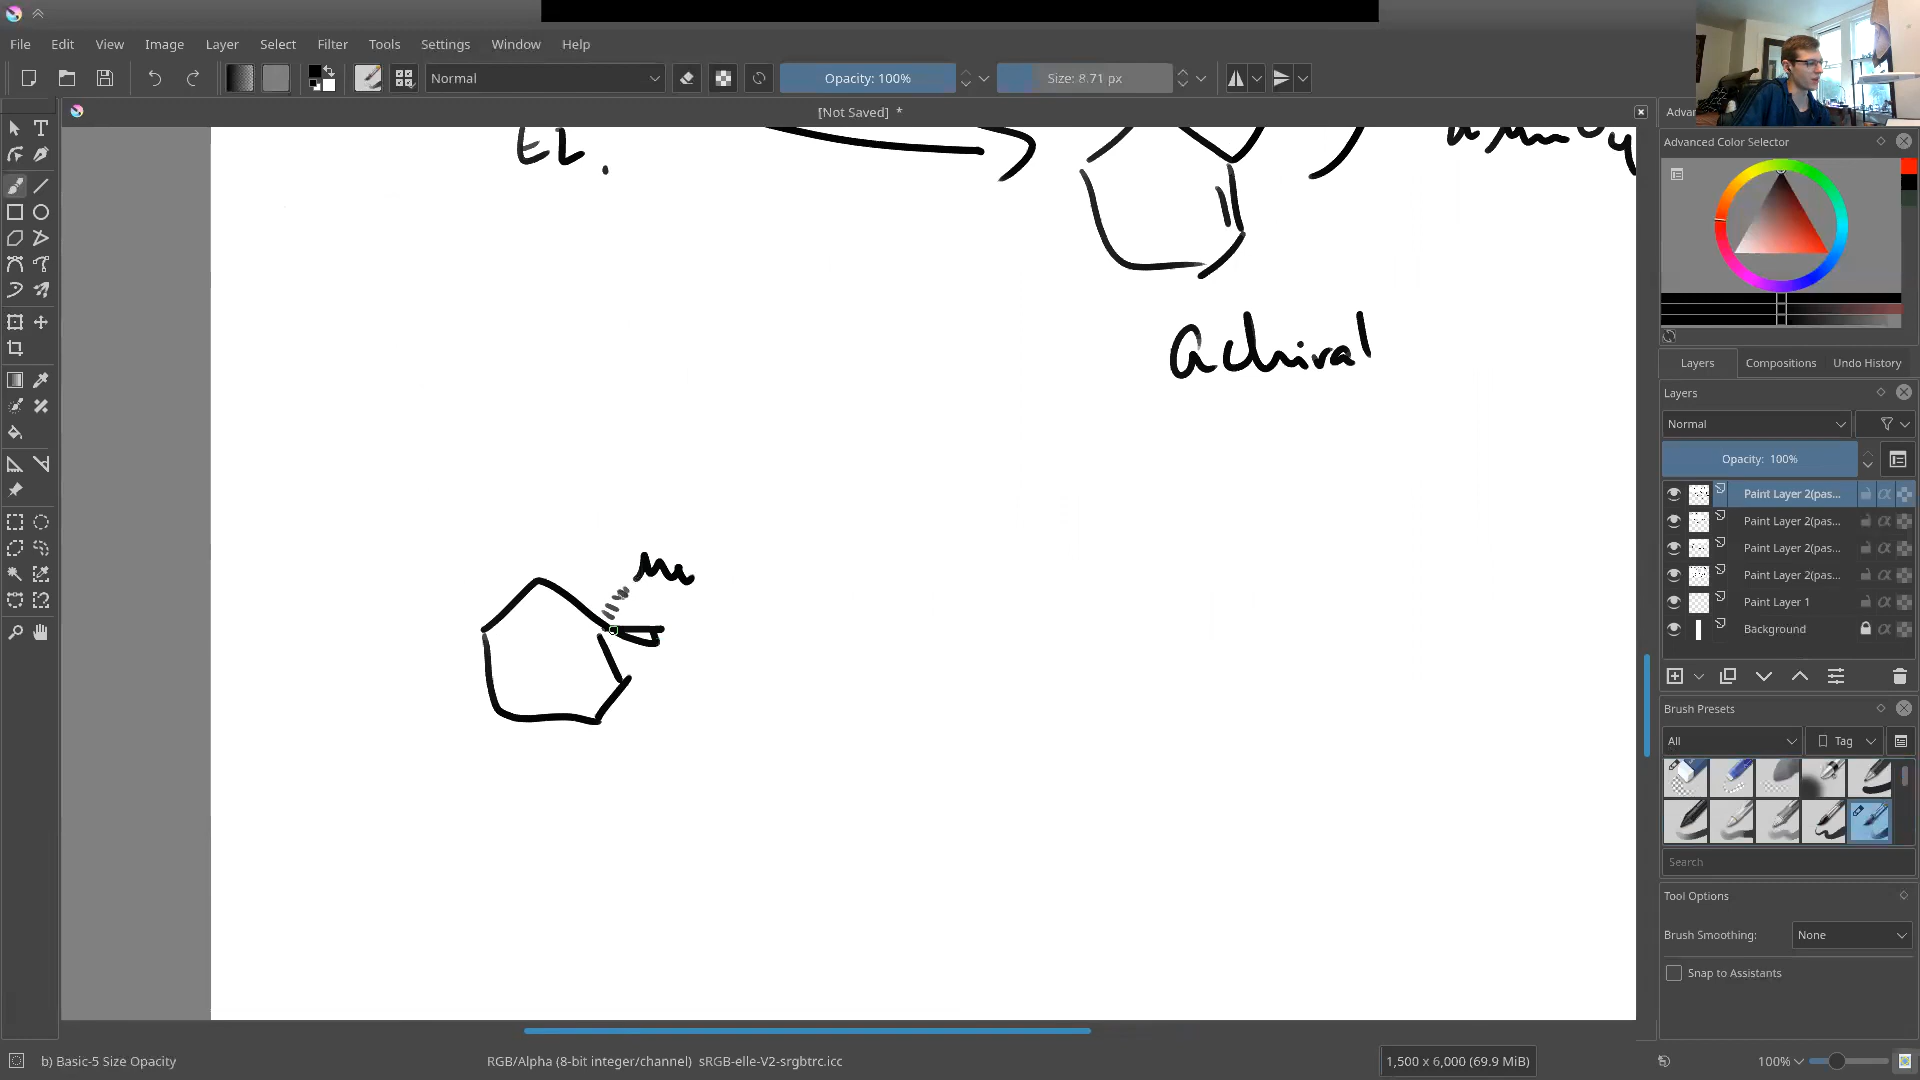 File Edit View Image Layer Select Filter Tools Settings Window Help
Normal
Opacity: 100%
Size: 8.71 px
[Not Saved] *
Advanced Color Selector
Layers Compositions Undo History
Layers
Normal
Opacity: 100%
Paint Layer 2(pas...
Paint Layer 2(pas...
Paint Layer 2(pas...
Paint Layer 2(pas...
Paint Layer 1
Background
Brush Presets
All
Tag
Search
Tool Options
Brush Smoothing: None
Snap to Assistants
achiral
Me
b) Basic-5 Size Opacity
RGB/Alpha (8-bit integer/channel) sRGB-elle-V2-srgbtrc.icc
1,500 x 6,000 (69.9 MiB)
100%